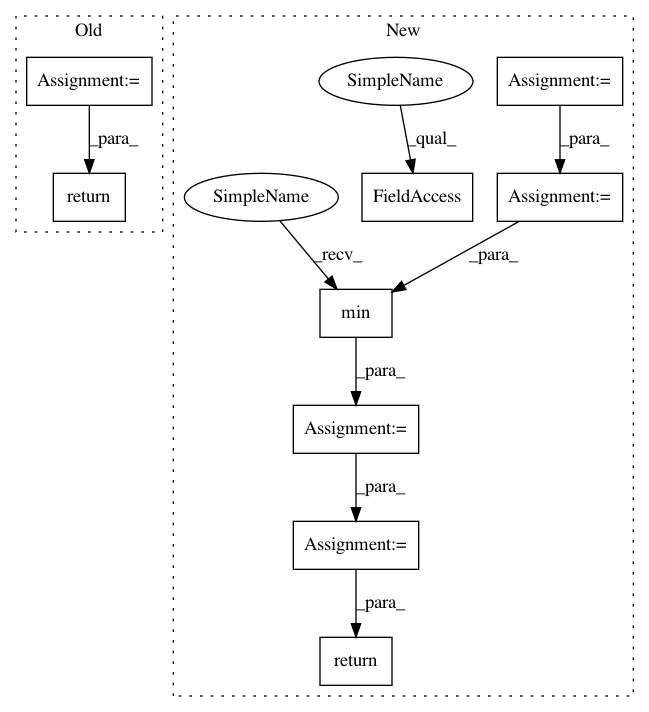 Old
New
Assignment:=
SimpleName
Assignment:=
_para_
_qual_
_para_
return
SimpleName
FieldAccess
Assignment:=
_recv_
_para_
min
_para_
Assignment:=
_para_
Assignment:=
_para_
return